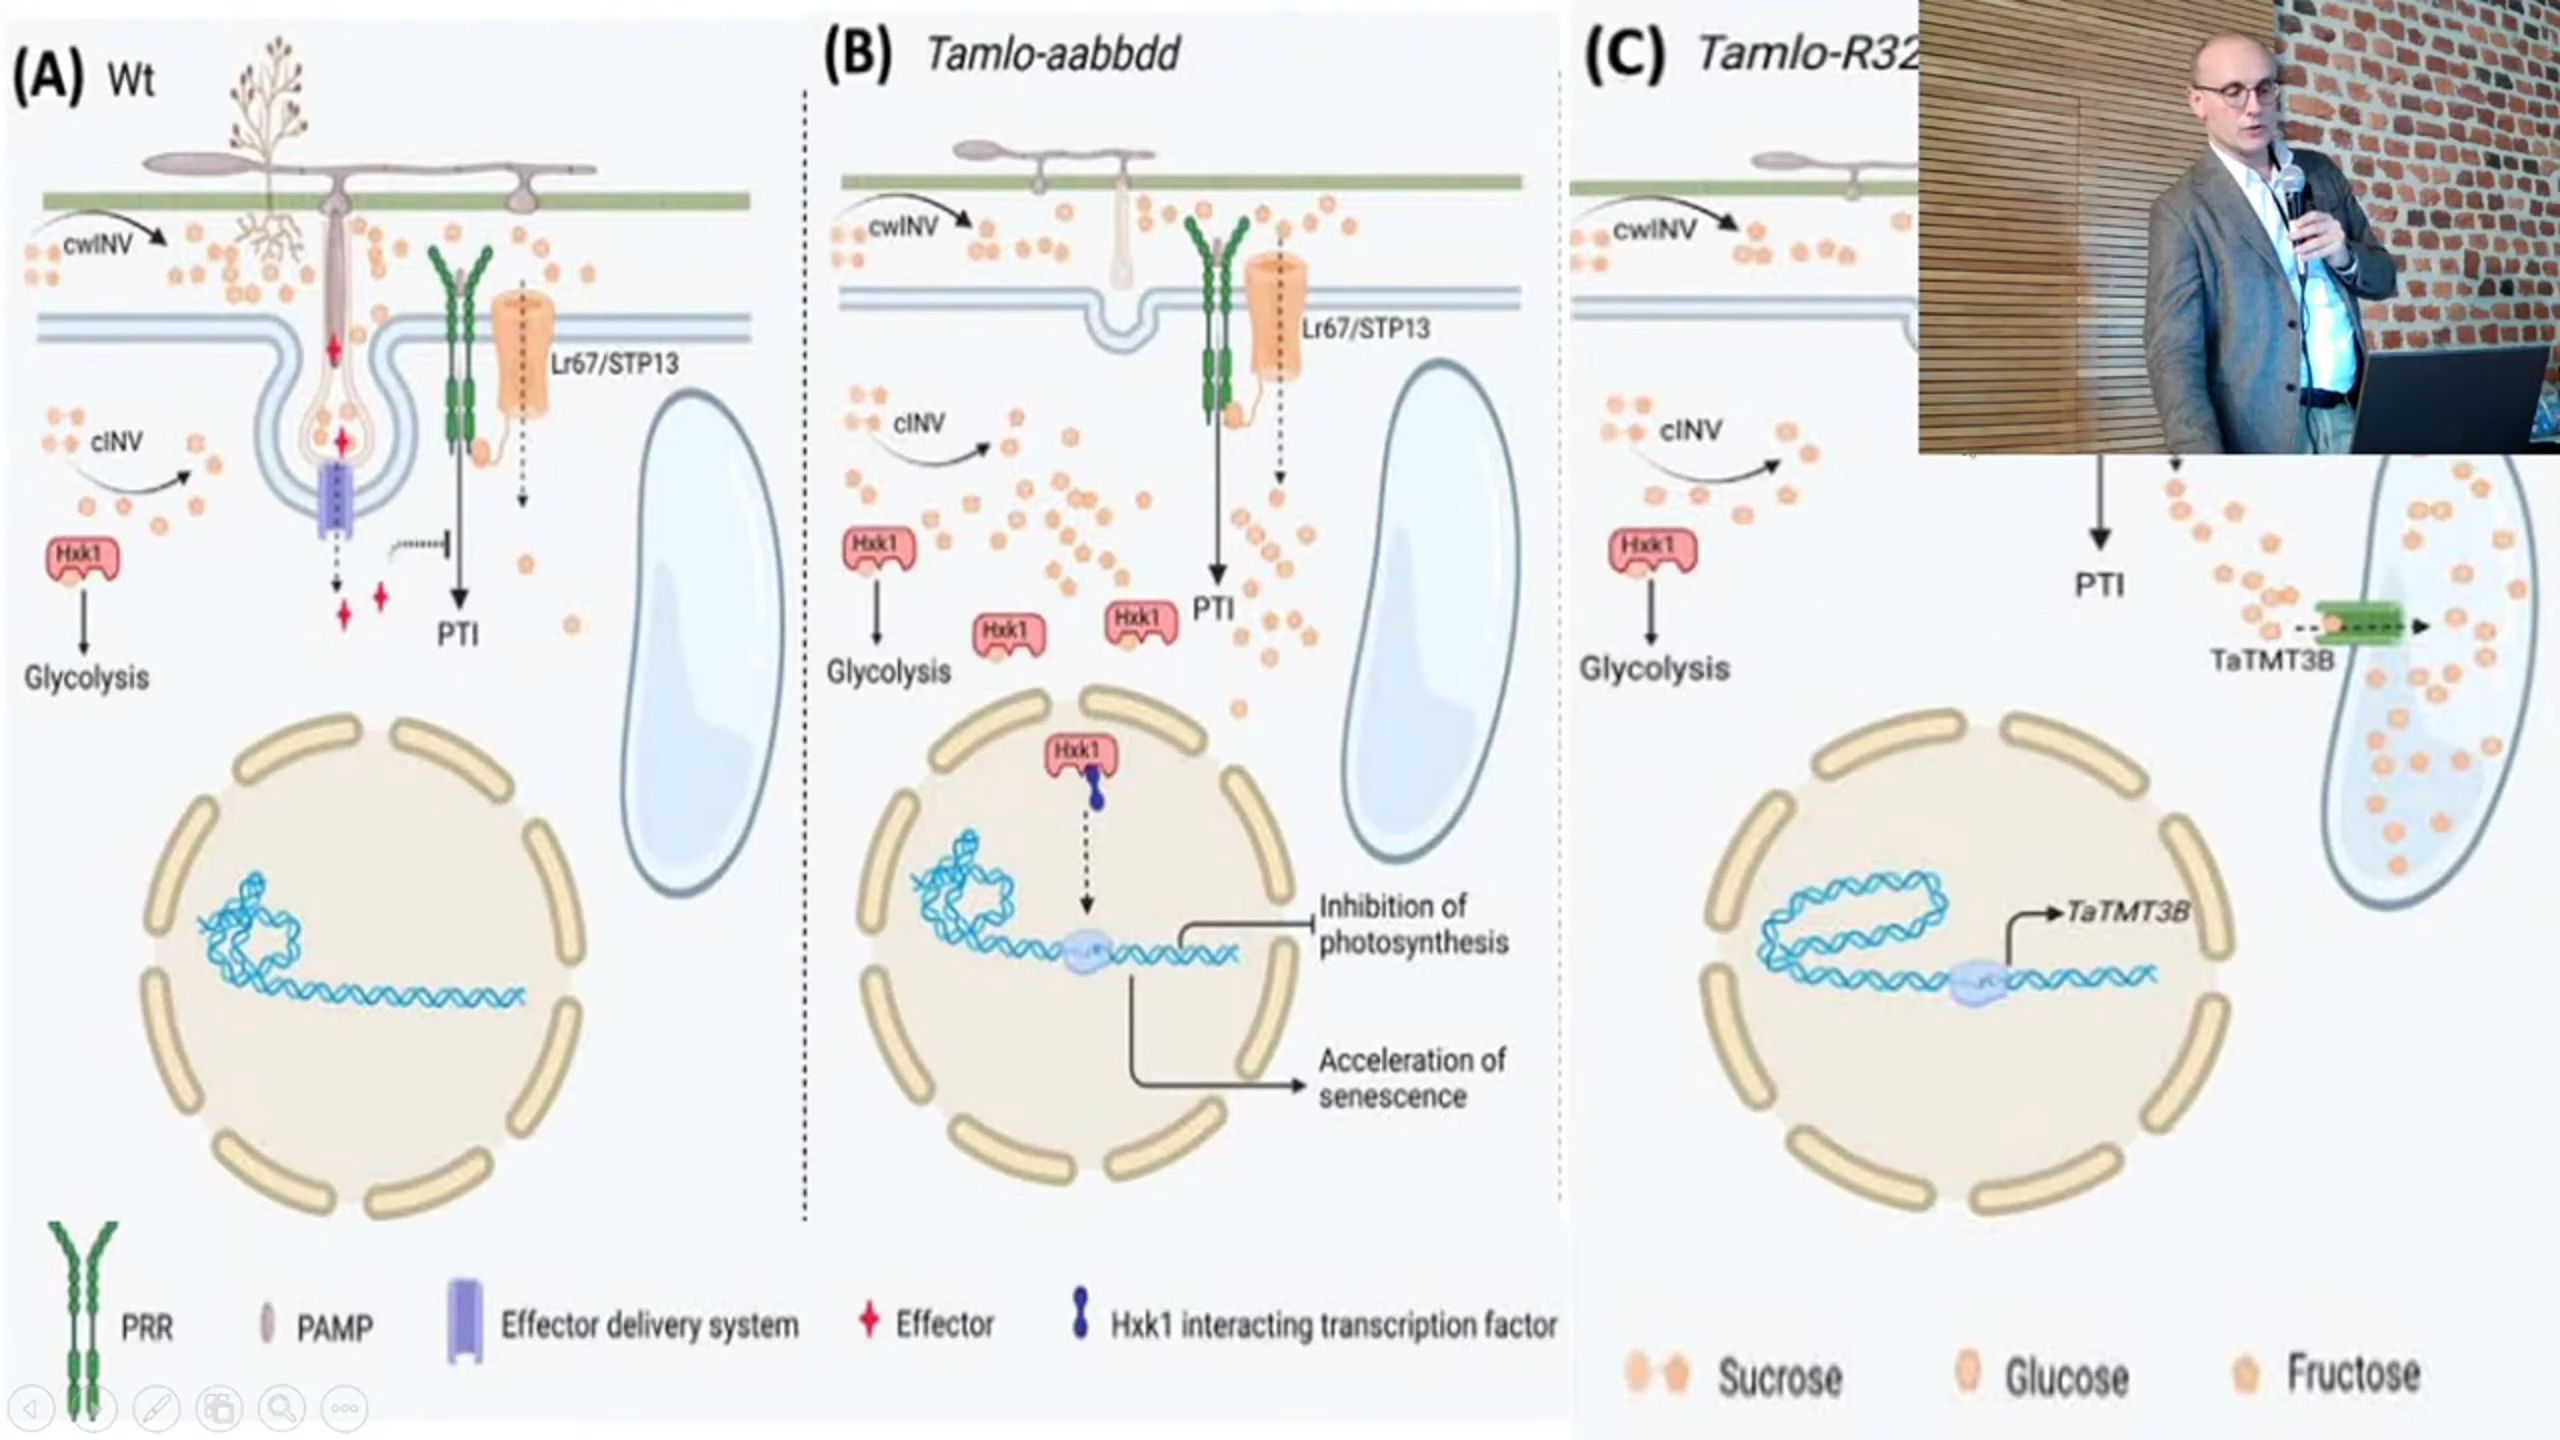 (A) Wt
cwINV
Lr67/STP13
cINV
Hxk1
PTI
Glycolysis
(B) Tamlo-aabbdd
cwINV
Lr67/STP13
cINV
Hxk1
Hxk1
Hxk1
PTI
Glycolysis
Hxk1
Inhibition of
photosynthesis
Acceleration of
senescence
(C) Tamlo-R32
cwINV
cINV
Hxk1
PTI
Glycolysis
TaTMT3B
TaTMT3B
PRR
PAMP
Effector delivery system
Effector
Hxk1 interacting transcription factor
Sucrose
Glucose
Fructose